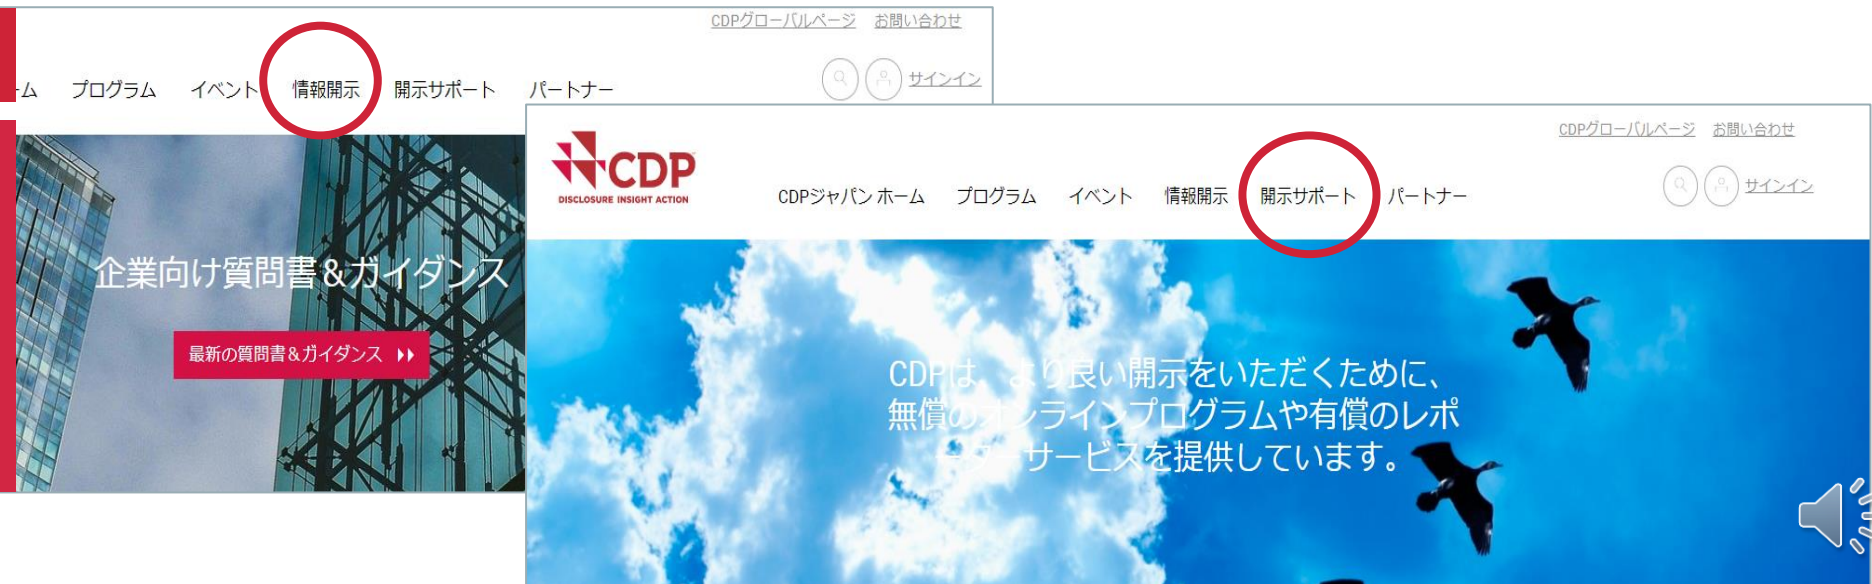 CDPグローバルページ お問い合わせ
ム プログラム イベント 情報開示 開示サポート パートナー
サインイン
企業向け質問書&ガイダンス
最新の質問書&ガイダンス
CDPグローバルページ お問い合わせ
CDP
DISCLOSURE INSIGHT ACTION
CDPジャパン ホーム プログラム イベント 情報開示 開示サポート パートナー
サインイン
CDPは、より良い開示をいただくために、
無償のオンラインプログラムや有償のレポ
ーターサービスを提供しています。